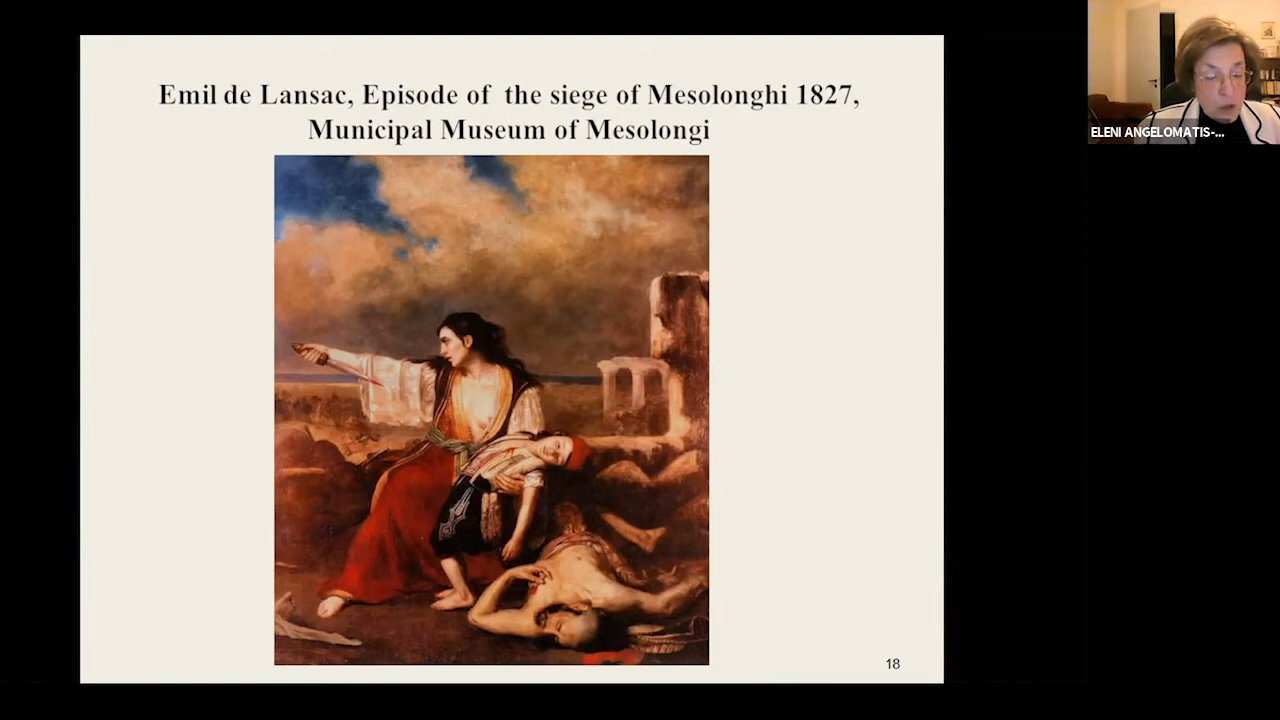 Emil de Lansac, Episode of the siege of Mesolonghi 1827,
Municipal Museum of Mesolongi
ELENI ANGELOMATIS-...
18